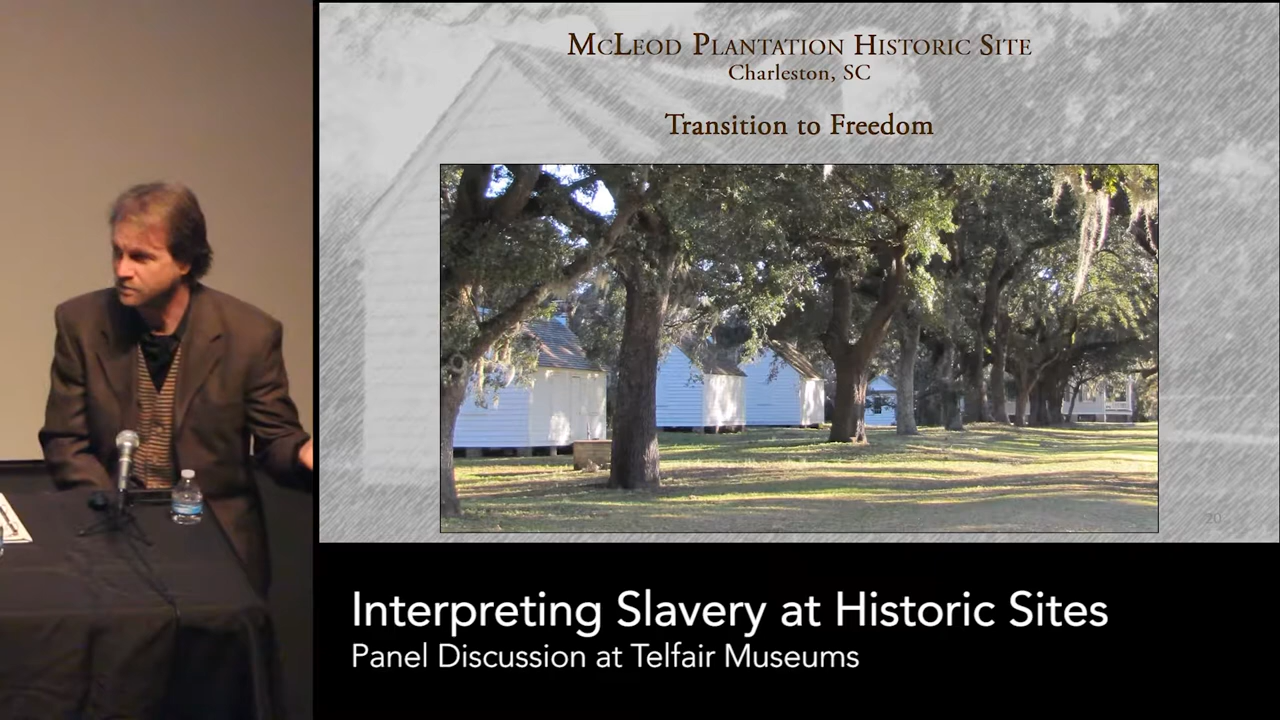 McLeod Plantation Historic Site
Charleston, SC
Transition to Freedom
20
Interpreting Slavery at Historic Sites
Panel Discussion at Telfair Museums